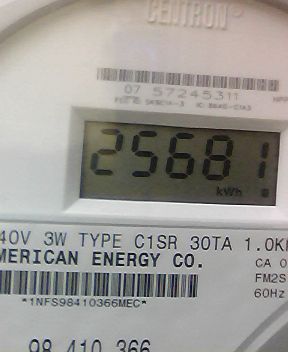 CENTRON®
07 57245311
25681
kWh
40V 3W TYPE C1SR 30TA 1.0K
MERICAN ENERGY CO.
CA 0
FM2S
60Hz
*1NFS98410366MEC*
98 410 366